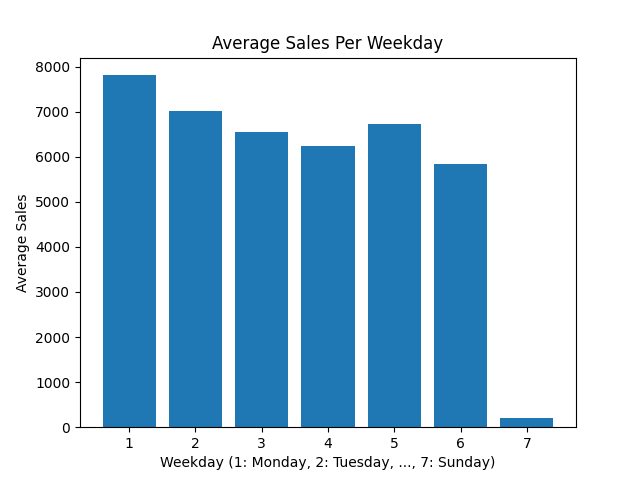 Average Sales Per Weekday
8000
7000
6000
5000
4000
3000
2000
1000
0
Average Sales
1 2 3 4 5 6 7
Weekday (1: Monday, 2: Tuesday, ..., 7: Sunday)